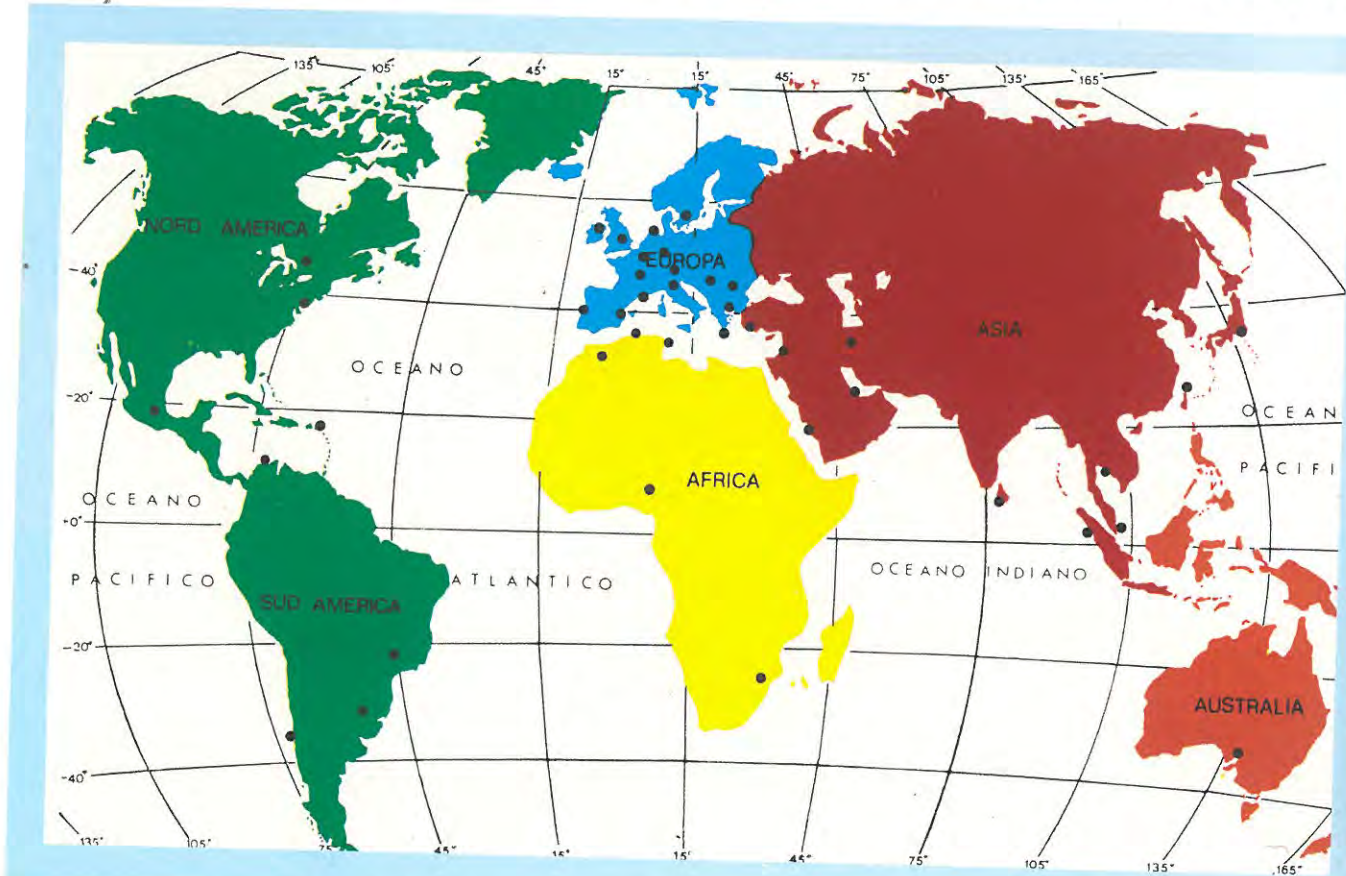 135° 105° 45° 15° 15° 45° 75° 105° 135° 165°
NORD AMERICA
EUROPA
-40°
ASIA
OCEANO
-20°
OCEAN
PACIFI
AFRICA
OCEANO
+0°
PACIFICO
ATLANTICO
OCEANO INDIANO
SUD AMERICA
-20°
AUSTRALIA
-40°
135° 105° 75° 45° 15° 15° 45° 75° 105° 135° 165°